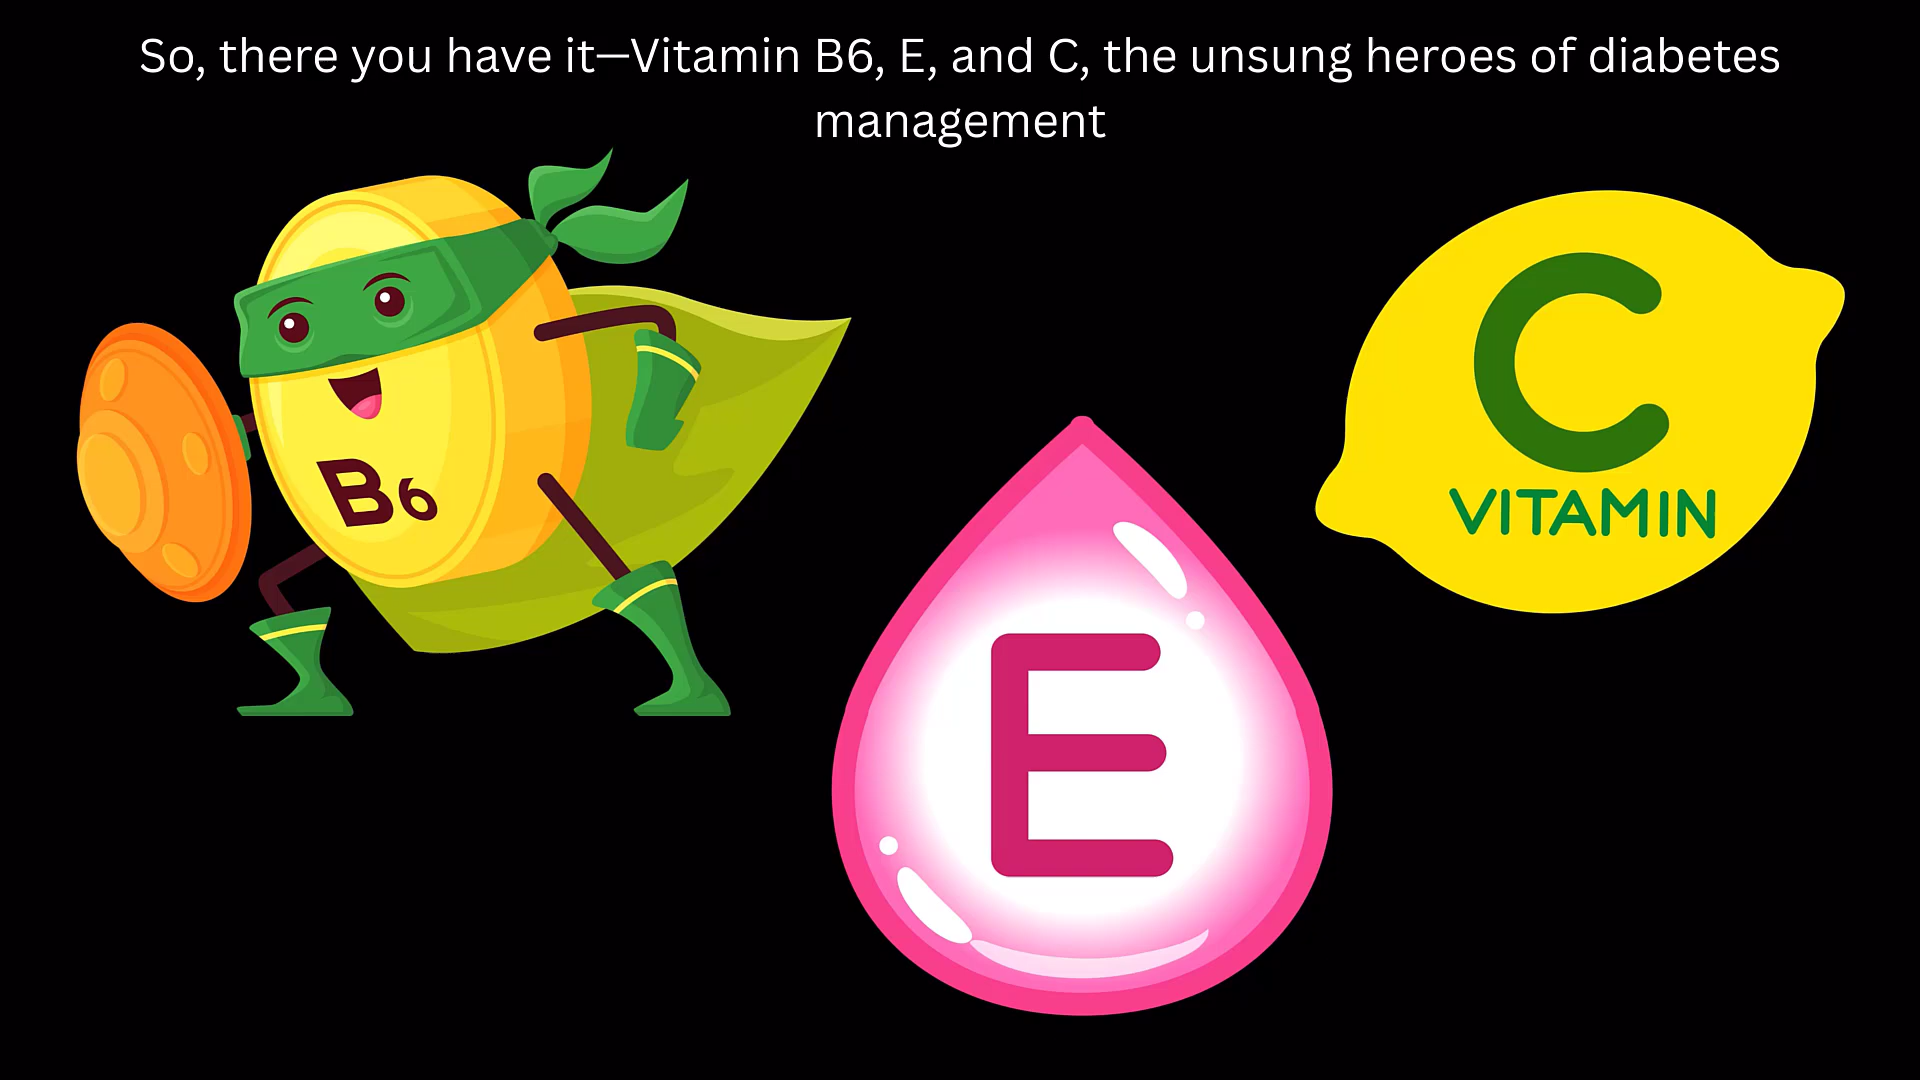 So, there you have it—Vitamin B6, E, and C, the unsung heroes of diabetes
management
B6
E
C
VITAMIN